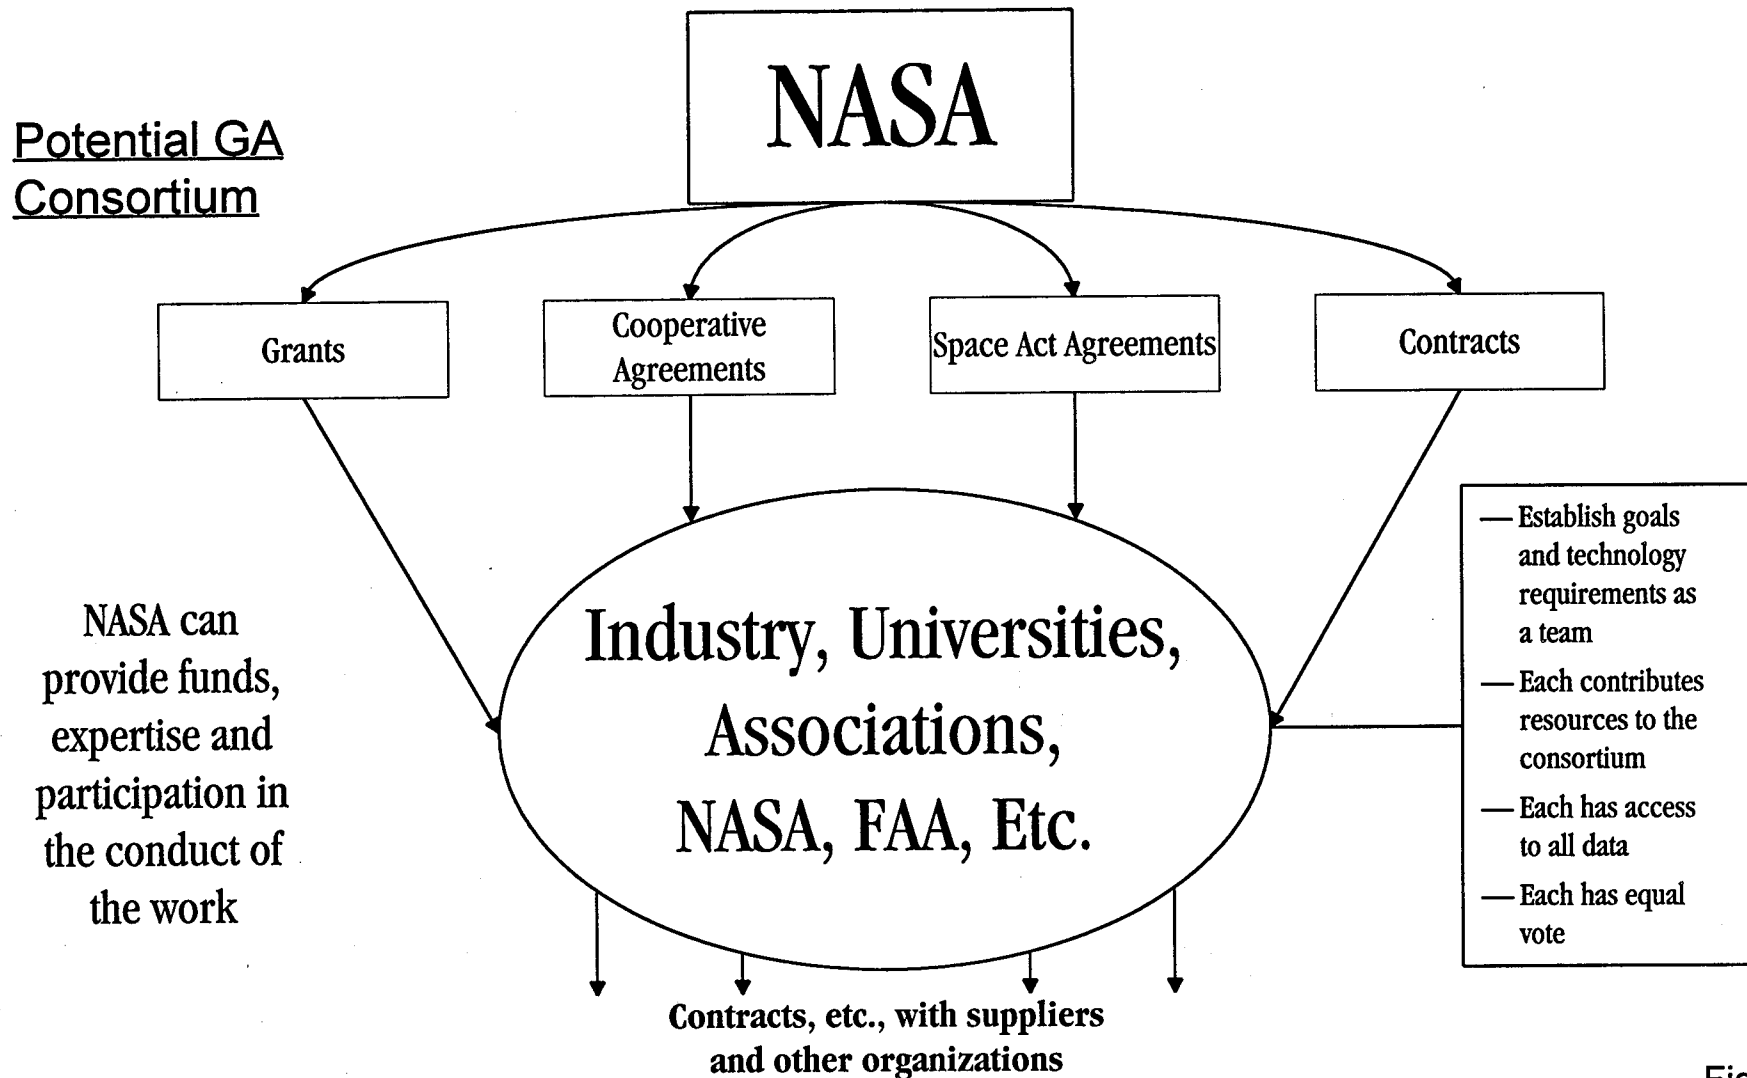 NASA
Potential GA
Consortium
Grants
Cooperative
Agreements
Space Act Agreements
Contracts
Industry, Universities,
Associations,
NASA, FAA, Etc.
NASA can
provide funds,
expertise and
participation in
the conduct of
the work
— Establish goals
and technology
requirements as
a team
— Each contributes
resources to the
consortium
— Each has access
to all data
— Each has equal
vote
Contracts, etc., with suppliers
and other organizations